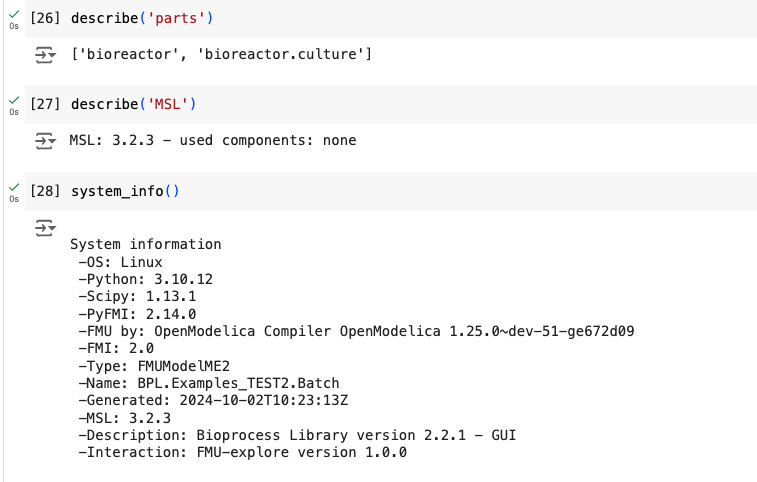 [26] describe('parts')
0s
['bioreactor', 'bioreactor.culture']
[27] describe('MSL')
0s
MSL: 3.2.3 - used components: none
[28] system_info()
0s
System information
-OS: Linux
-Python: 3.10.12
-Scipy: 1.13.1
-PyFMI: 2.14.0
-FMU by: OpenModelica Compiler OpenModelica 1.25.0~dev-51-ge672d09
-FMI: 2.0
-Type: FMUModelME2
-Name: BPL.Examples_TEST2.Batch
-Generated: 2024-10-02T10:23:13Z
-MSL: 3.2.3
-Description: Bioprocess Library version 2.2.1 - GUI
-Interaction: FMU-explore version 1.0.0